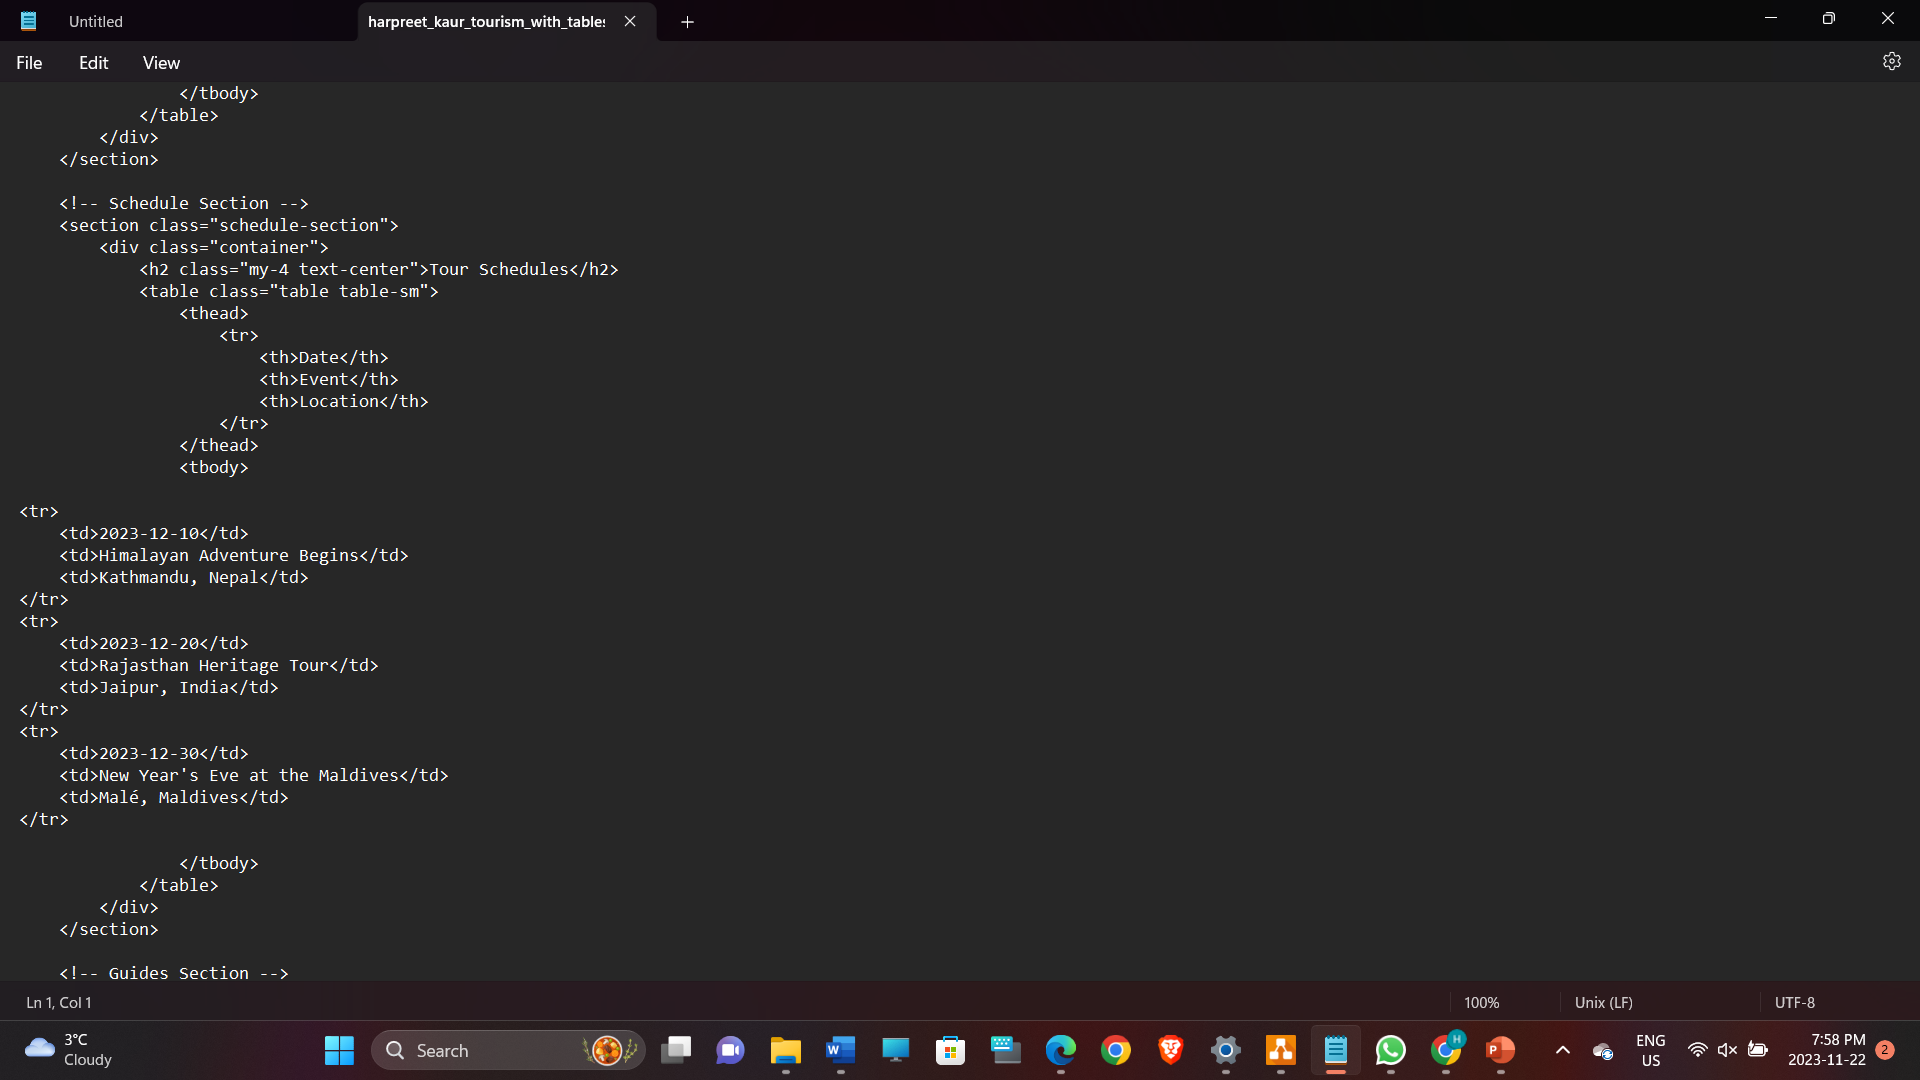 Untitled
harpreet_kaur_tourism_with_tables
File Edit View
</tbody>
</table>
</div>
</section>
<!-- Schedule Section -->
<section class="schedule-section">
<div class="container">
<h2 class="my-4 text-center">Tour Schedules</h2>
<table class="table table-sm">
<thead>
<tr>
<th>Date</th>
<th>Event</th>
<th>Location</th>
</tr>
</thead>
<tbody>
<tr>
<td>2023-12-10</td>
<td>Himalayan Adventure Begins</td>
<td>Kathmandu, Nepal</td>
</tr>
<tr>
<td>2023-12-20</td>
<td>Rajasthan Heritage Tour</td>
<td>Jaipur, India</td>
</tr>
<tr>
<td>2023-12-30</td>
<td>New Year's Eve at the Maldives</td>
<td>Malé, Maldives</td>
</tr>
</tbody>
</table>
</div>
</section>
<!-- Guides Section -->
Ln 1, Col 1
100%
Unix (LF)
UTF-8
3°C
Cloudy
Search
W
H
P
ENG
US
7:58 PM
2023-11-22
2